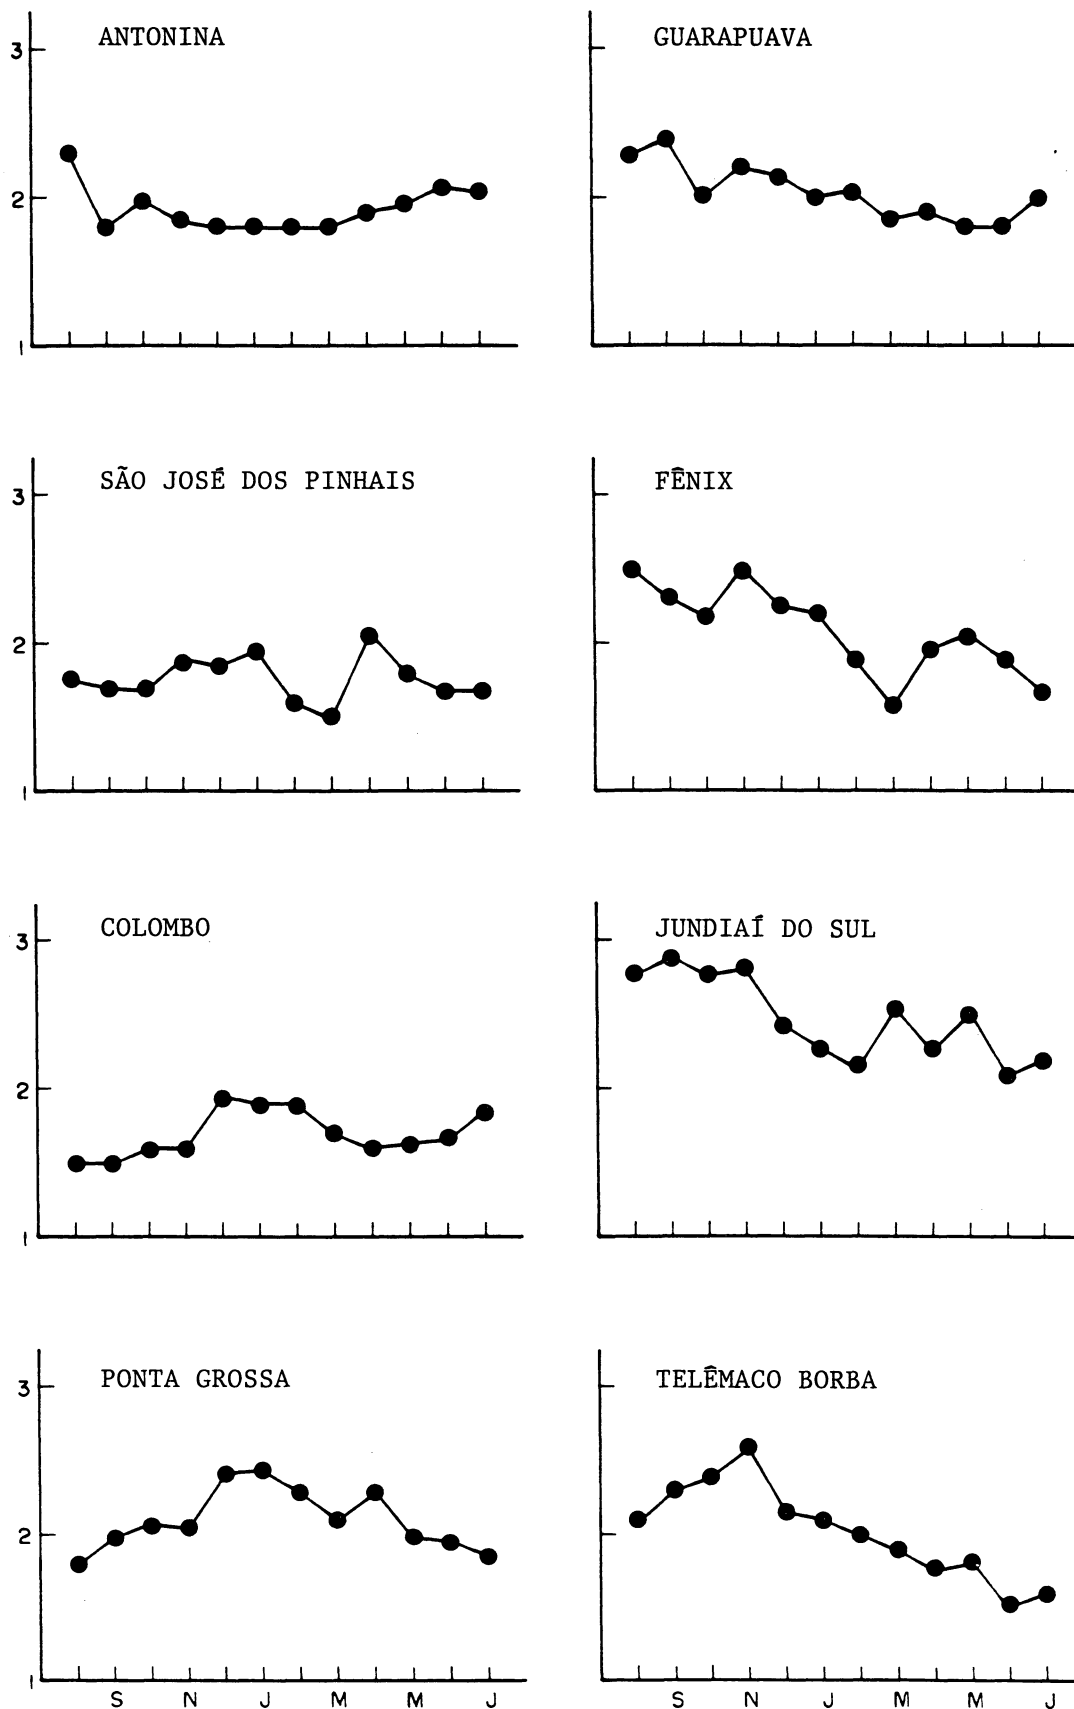 ANTONINA
3
2
1
GUARAPUAVA
SÃO JOSÉ DOS PINHAIS
3
2
1
FÊNIX
COLOMBO
3
2
1
JUNDIAÍ DO SUL
PONTA GROSSA
3
2
1
S N J M M J
TELÊMACO BORBA
S N J M M J